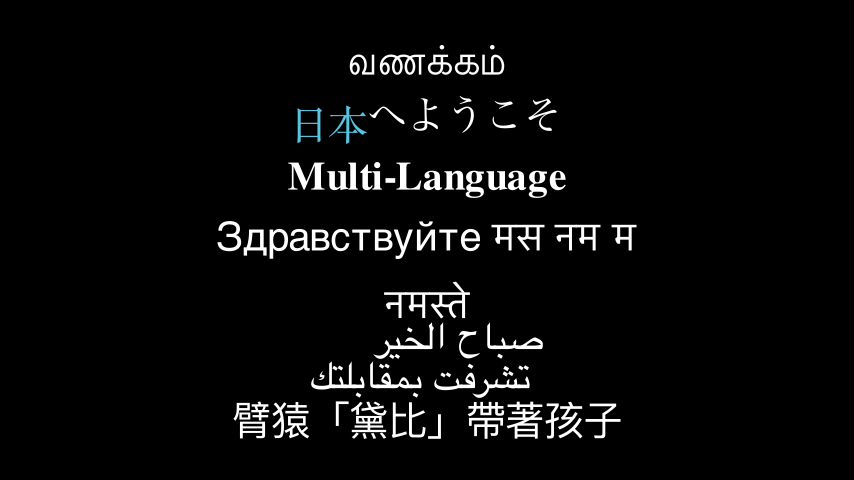 வணக்கம்
日本へようこそ
Multi-Language
Здравствуйте मस नम म
नमस्ते
صباح الخير
تشرفت بمقابلتك
臂猿「黛比」帶著孩子